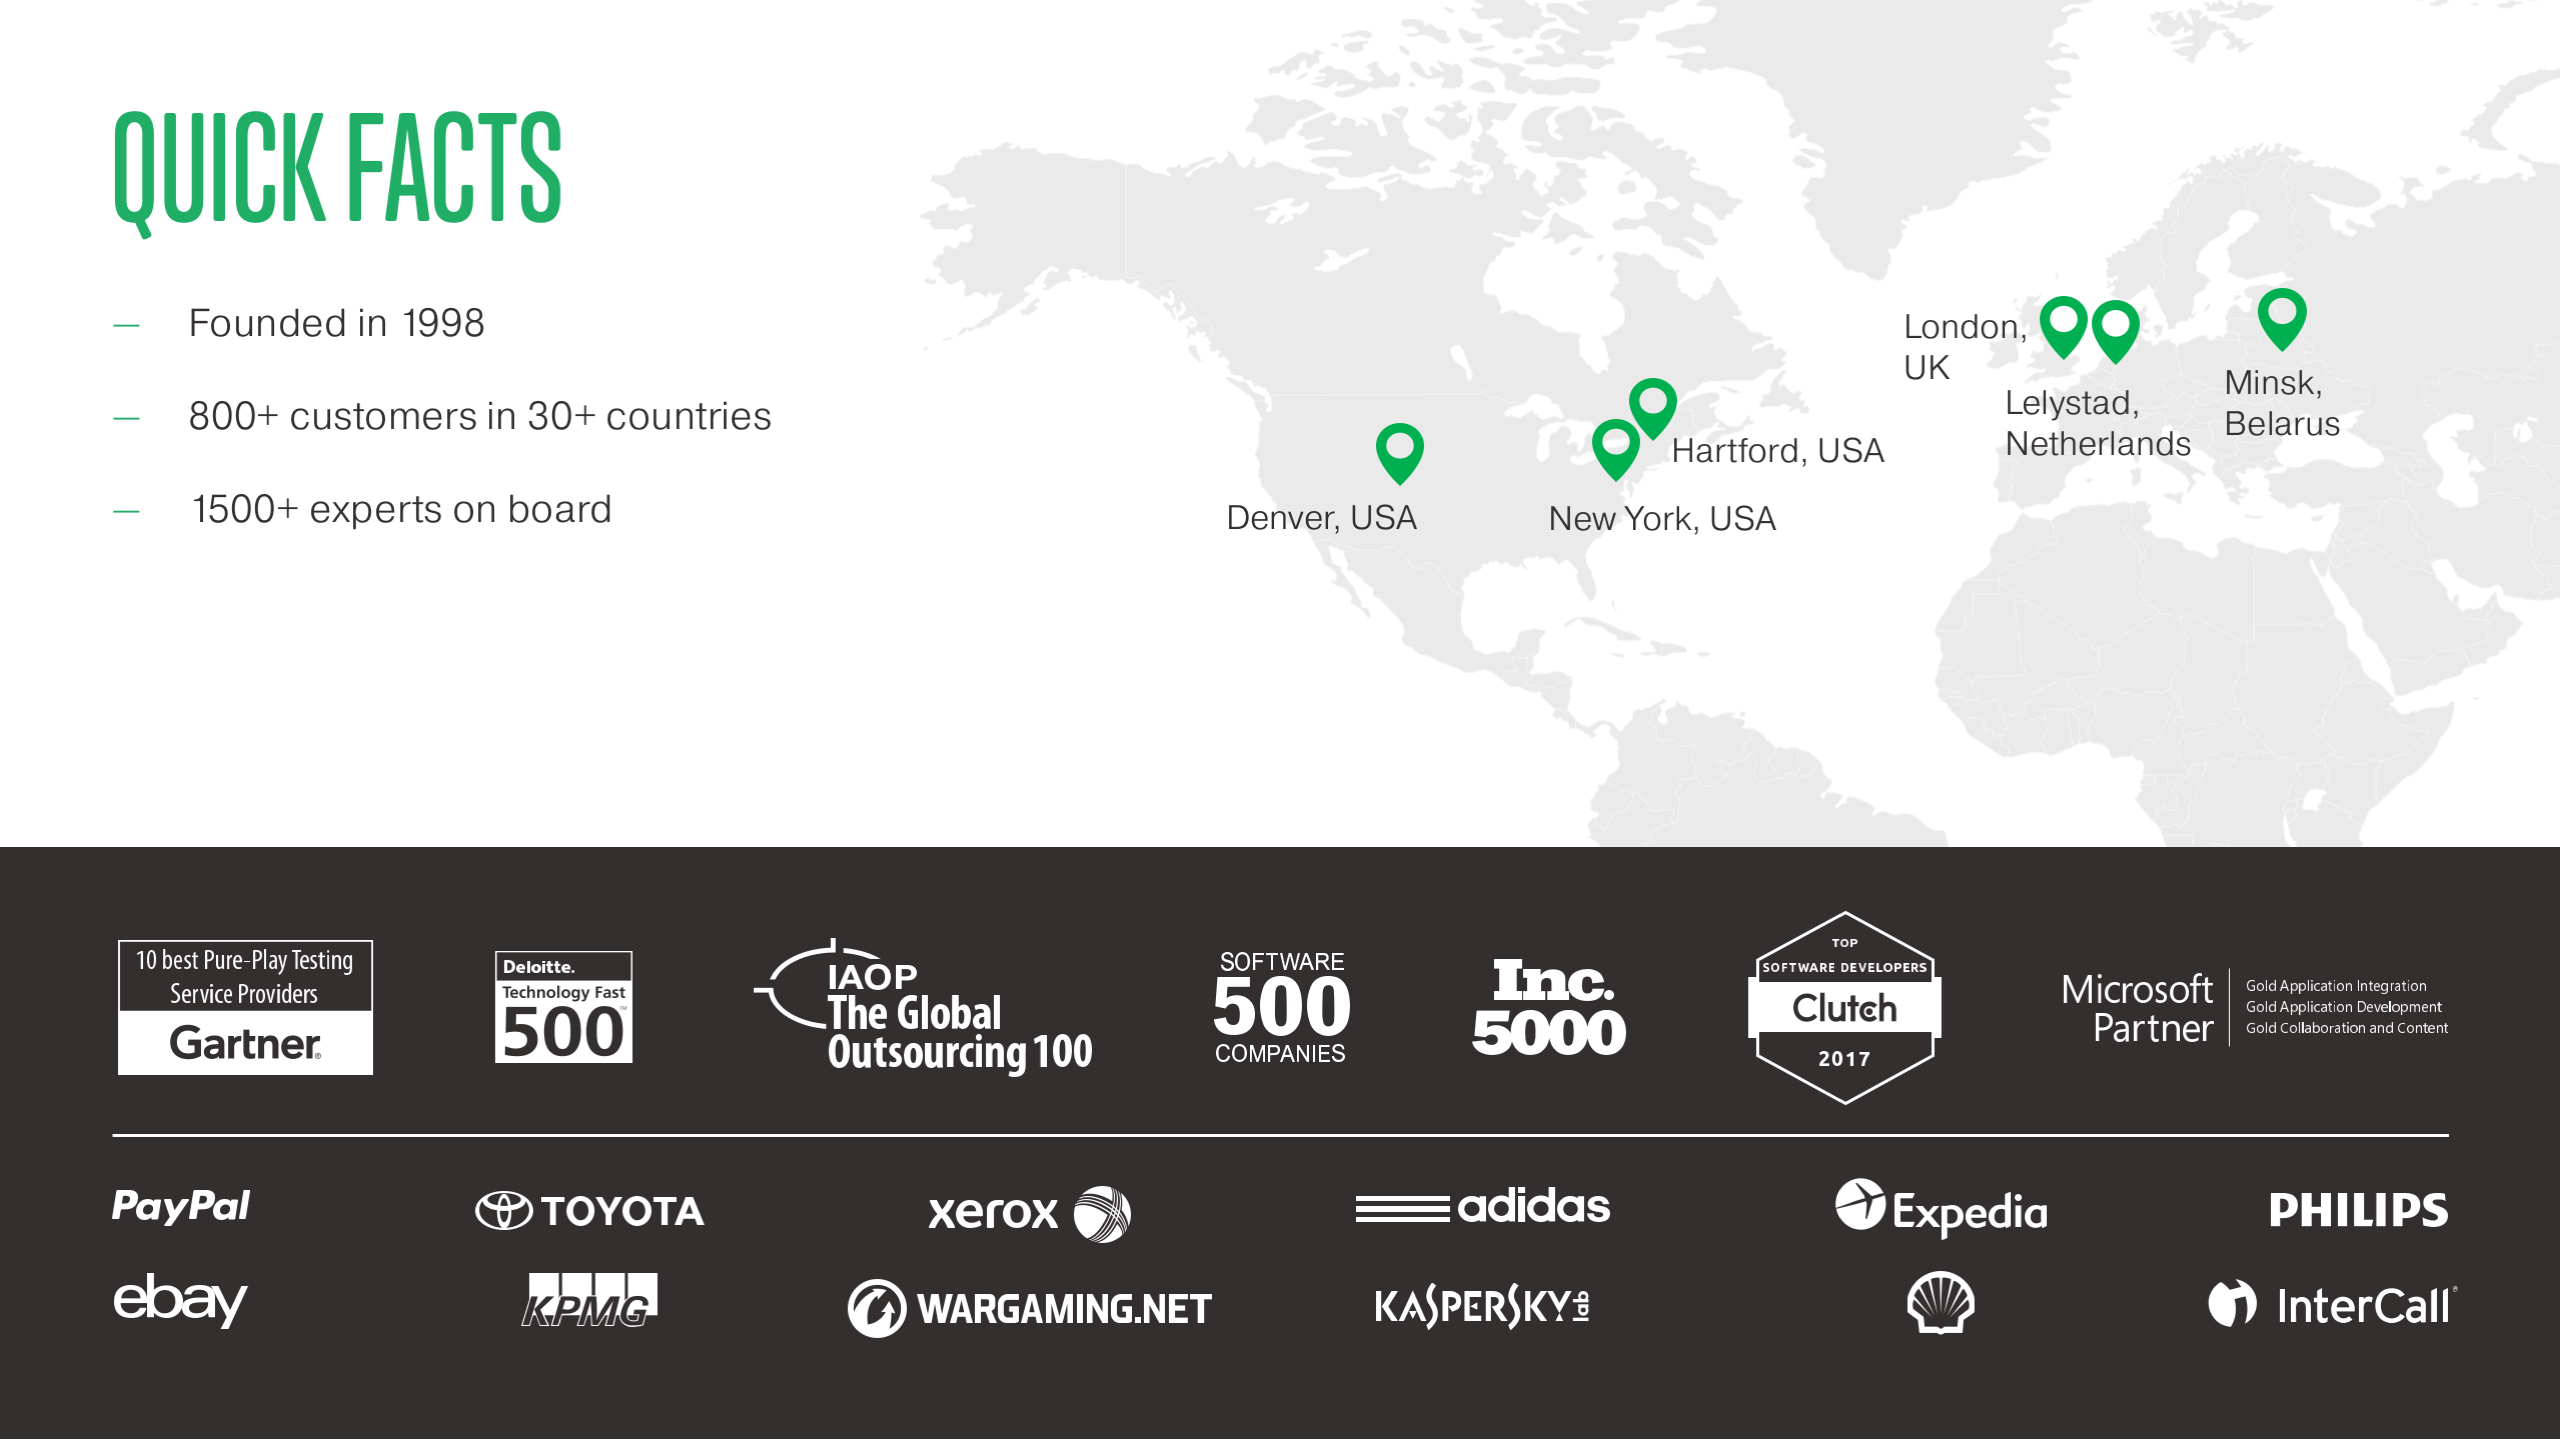 QUICK FACTS
— Founded in 1998
— 800+ customers in 30+ countries
— 1500+ experts on board
London,
UK
Lelystad,
Netherlands
Minsk,
Belarus
Hartford, USA
Denver, USA
New York, USA
10 best Pure-Play Testing
Service Providers
Gartner®
Deloitte.
Technology Fast
500™
IAOP
The Global
Outsourcing 100
SOFTWARE
500
COMPANIES
Inc.
5000
TOP
SOFTWARE DEVELOPERS
Clutch
2017
Microsoft
Partner
Gold Application Integration
Gold Application Development
Gold Collaboration and Content
PayPal
TOYOTA
xerox
adidas
Expedia
PHILIPS
ebay
KPMG
WARGAMING.NET
KASPERSKY lab
InterCall®